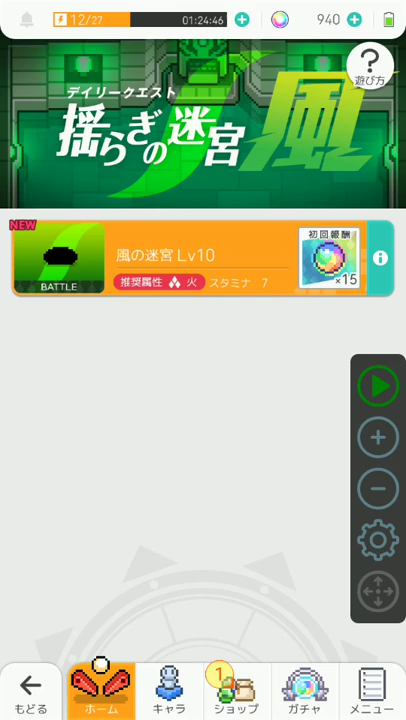 12/27
01:24:46
940
デイリークエスト
揺らぎの迷宮 風
?
遊び方
NEW
BATTLE
風の迷宮 Lv10
推奨属性 火 スタミナ 7
初回報酬
×15
1
もどる
ホーム
キャラ
ショップ
ガチャ
メニュー